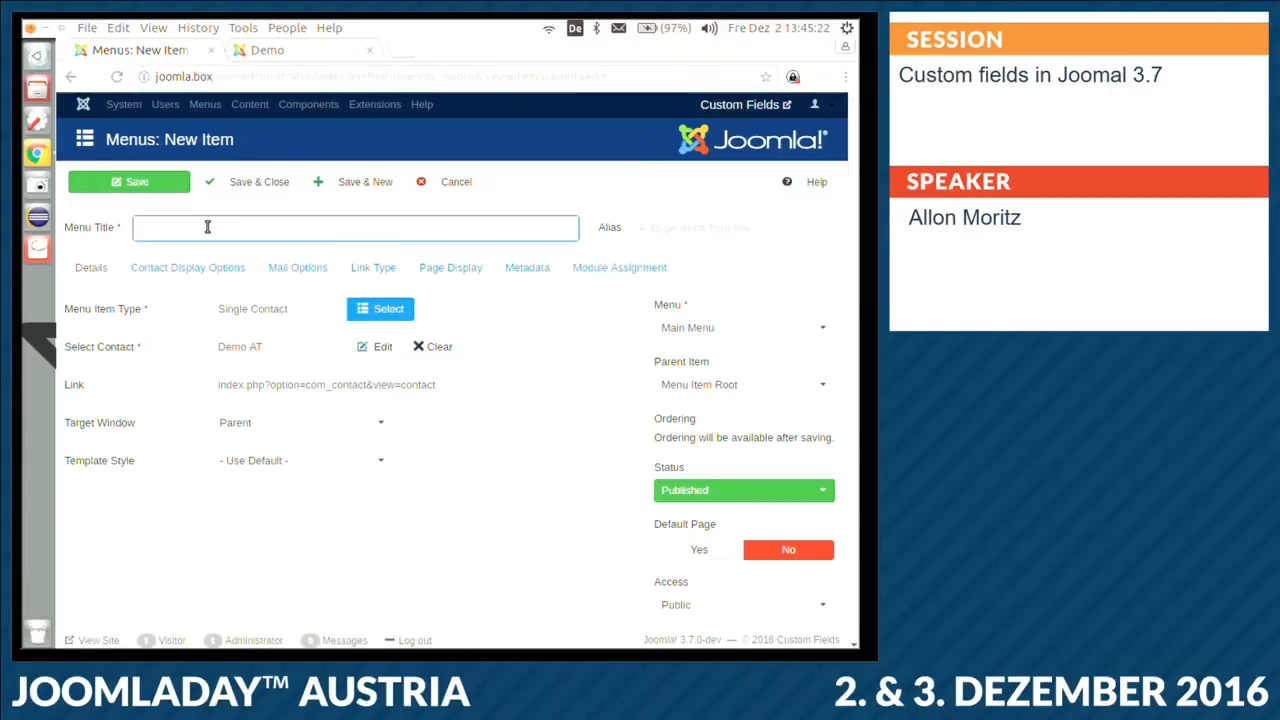 File Edit View History Tools People Help
De (97%) Fre Dez 2 13:45:22
Menus: New Item × Demo ×
joomla.box
System Users Menus Content Components Extensions Help Custom Fields
Menus: New Item Joomla!®
Save Save & Close Save & New Cancel Help
Menu Title * Alias
Details Contact Display Options Mail Options Link Type Page Display Metadata Module Assignment
Menu Item Type * Single Contact Select
Select Contact * Demo AT Edit Clear
Link index.php?option=com_contact&view=contact
Target Window Parent
Template Style - Use Default -
Menu *
Main Menu
Parent Item
Menu Item Root
Ordering
Ordering will be available after saving.
Status
Published
Default Page
Yes No
Access
Public
View Site Visitor Administrator Messages Log out Joomla! 3.7.0-dev — © 2016 Custom Fields
SESSION
Custom fields in Joomal 3.7
SPEAKER
Allon Moritz
JOOMLADAY™ AUSTRIA 2. & 3. DEZEMBER 2016